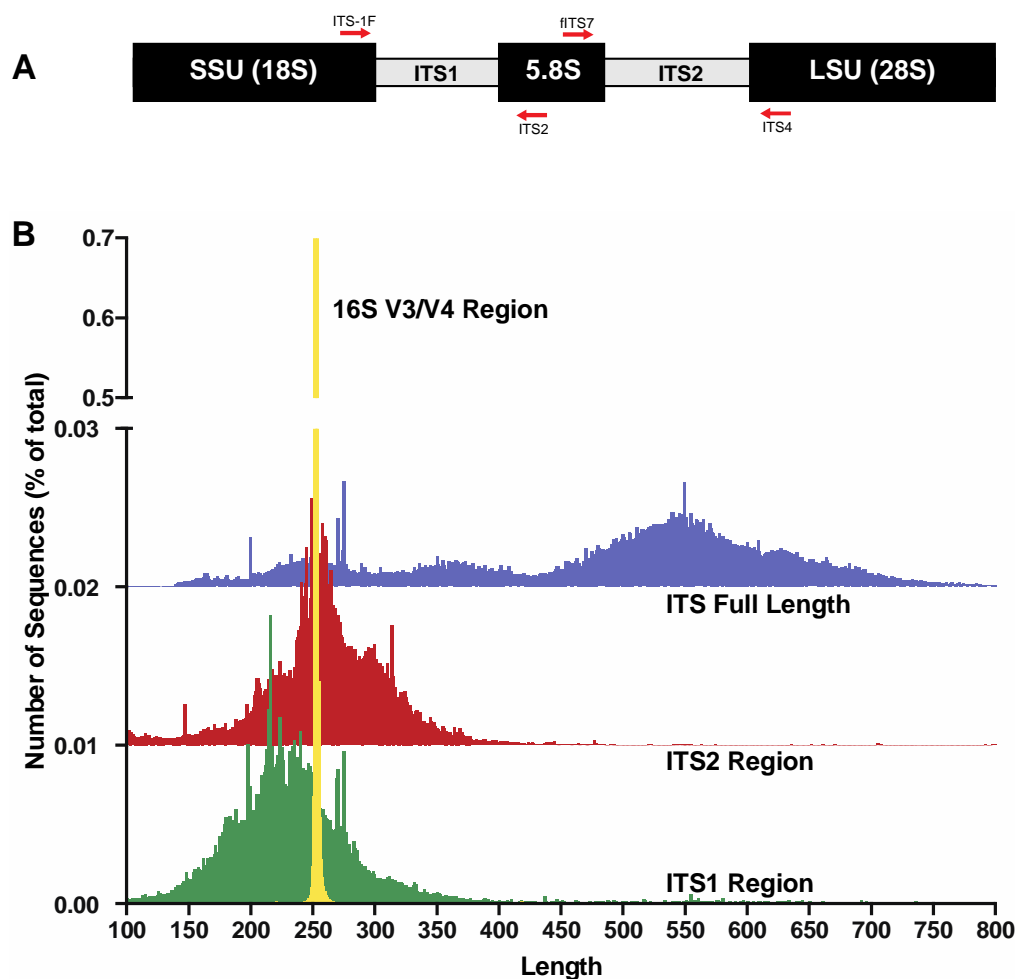 A
ITS-1F
fITS7
SSU (18S)
ITS1
5.8S
ITS2
LSU (28S)
ITS2
ITS4
B
Number of Sequences (% of total)
0.7
0.6
0.5
0.03
0.02
0.01
0.00
16S V3/V4 Region
ITS Full Length
ITS2 Region
ITS1 Region
100 150 200 250 300 350 400 450 500 550 600 650 700 750 800
Length